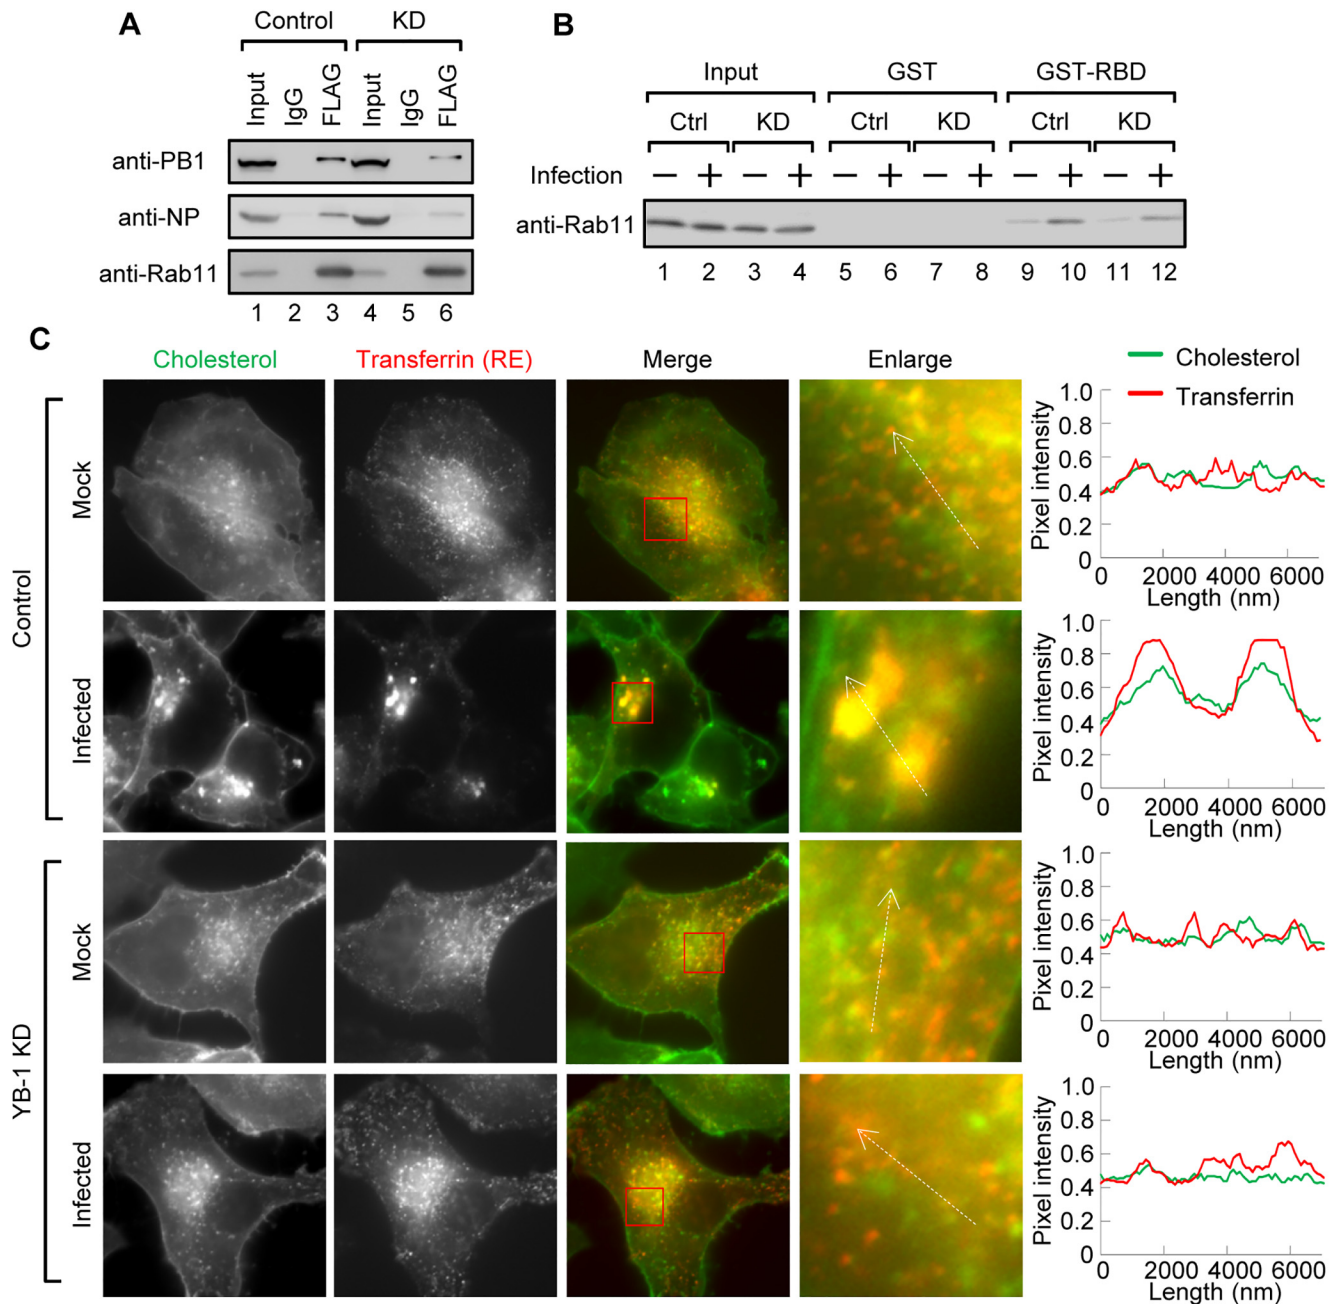 A
Control KD
Input IgG FLAG Input IgG FLAG
anti-PB1
anti-NP
anti-Rab11
1 2 3 4 5 6
B
Input GST GST-RBD
Ctrl KD Ctrl KD Ctrl KD
Infection − + − + − + − + − + − +
anti-Rab11
1 2 3 4 5 6 7 8 9 10 11 12
C
Cholesterol Transferrin (RE) Merge Enlarge
Cholesterol
Transferrin
Control
Mock
Pixel intensity
1.0
0.8
0.6
0.4
0.2
0
0 2000 4000 6000
Length (nm)
Infected
Pixel intensity
1.0
0.8
0.6
0.4
0.2
0
0 2000 4000 6000
Length (nm)
YB-1 KD
Mock
Pixel intensity
1.0
0.8
0.6
0.4
0.2
0
0 2000 4000 6000
Length (nm)
Infected
Pixel intensity
1.0
0.8
0.6
0.4
0.2
0
0 2000 4000 6000
Length (nm)